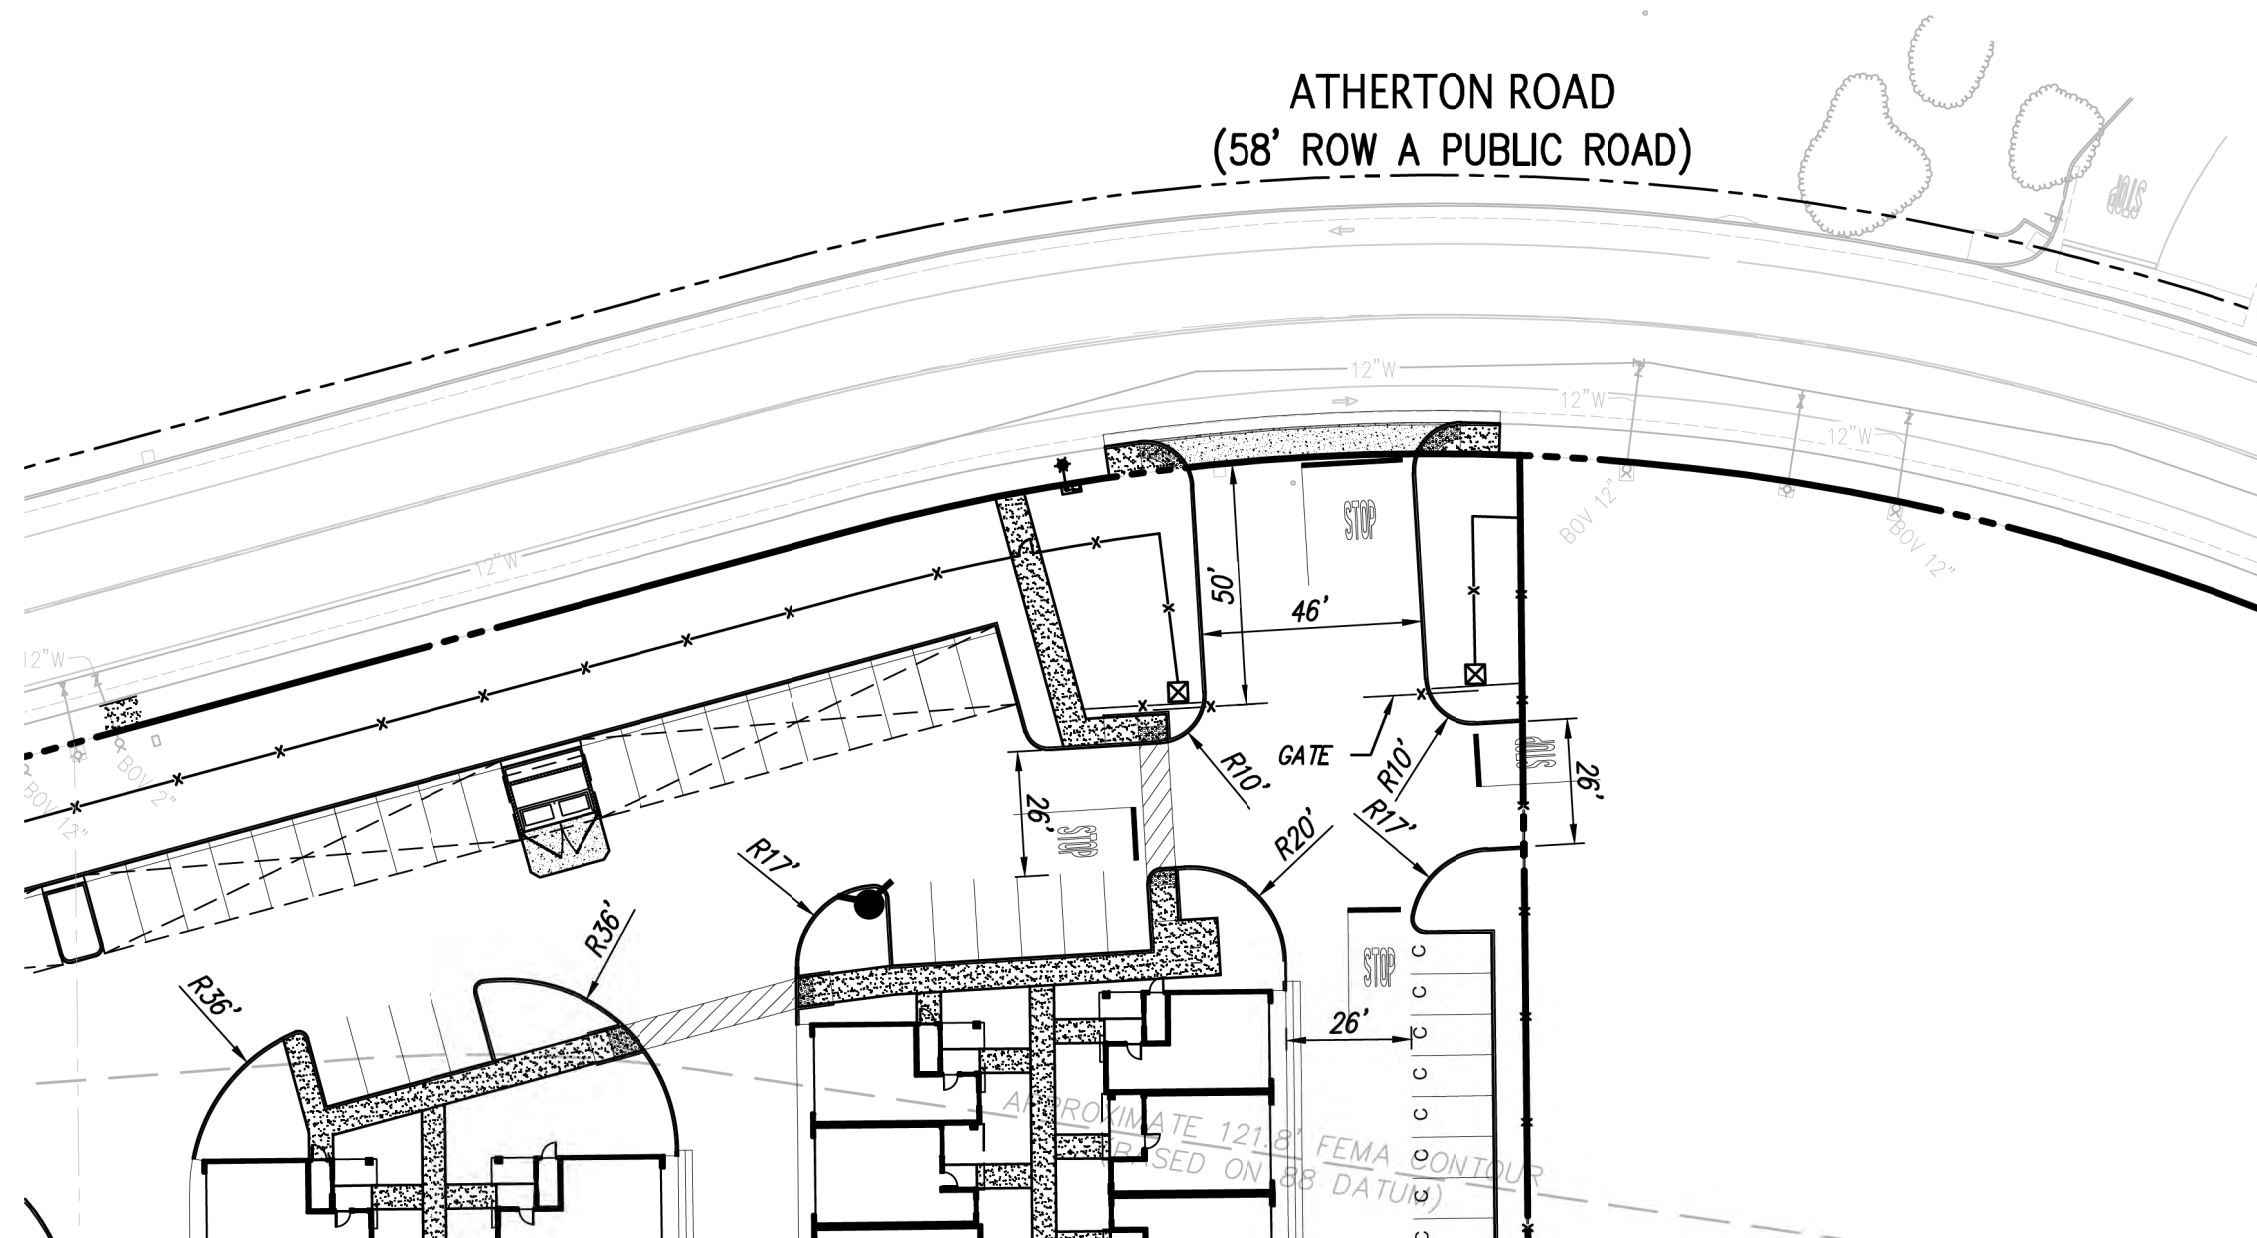 ATHERTON ROAD
(58' ROW A PUBLIC ROAD)
STOP
12"W
12"W
12"W
BOV 12"
BOV 12"
12"W
STOP
50'
46'
12"W
BOV 2"
BOV 12"
GATE
R10'
R10'
STOP
26'
26'
STOP
R17'
R20'
R17'
R36'
R36'
STOP
26'
C
C
C
C
C
C
C
C
APPROXIMATE 121.8' FEMA CONTOUR
(BASED ON 88 DATUM)